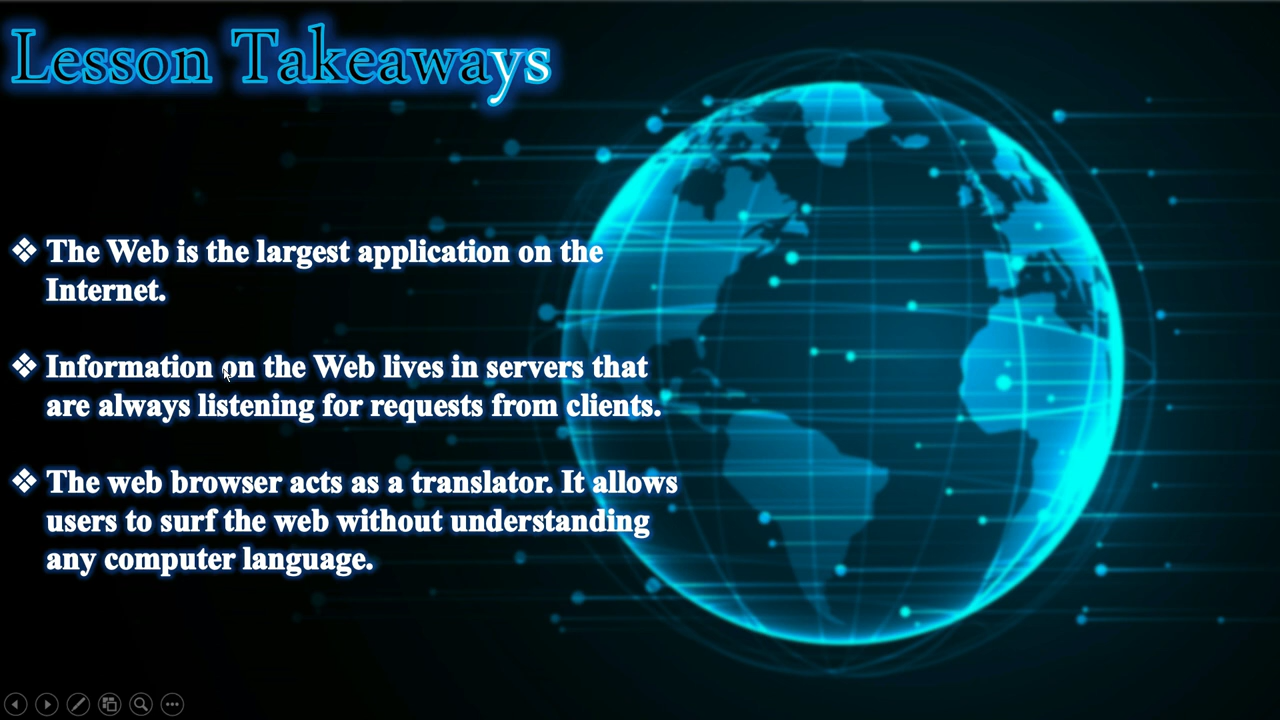 Lesson Takeaways
❖ The Web is the largest application on the
Internet.
❖ Information on the Web lives in servers that
are always listening for requests from clients.
❖ The web browser acts as a translator. It allows
users to surf the web without understanding
any computer language.